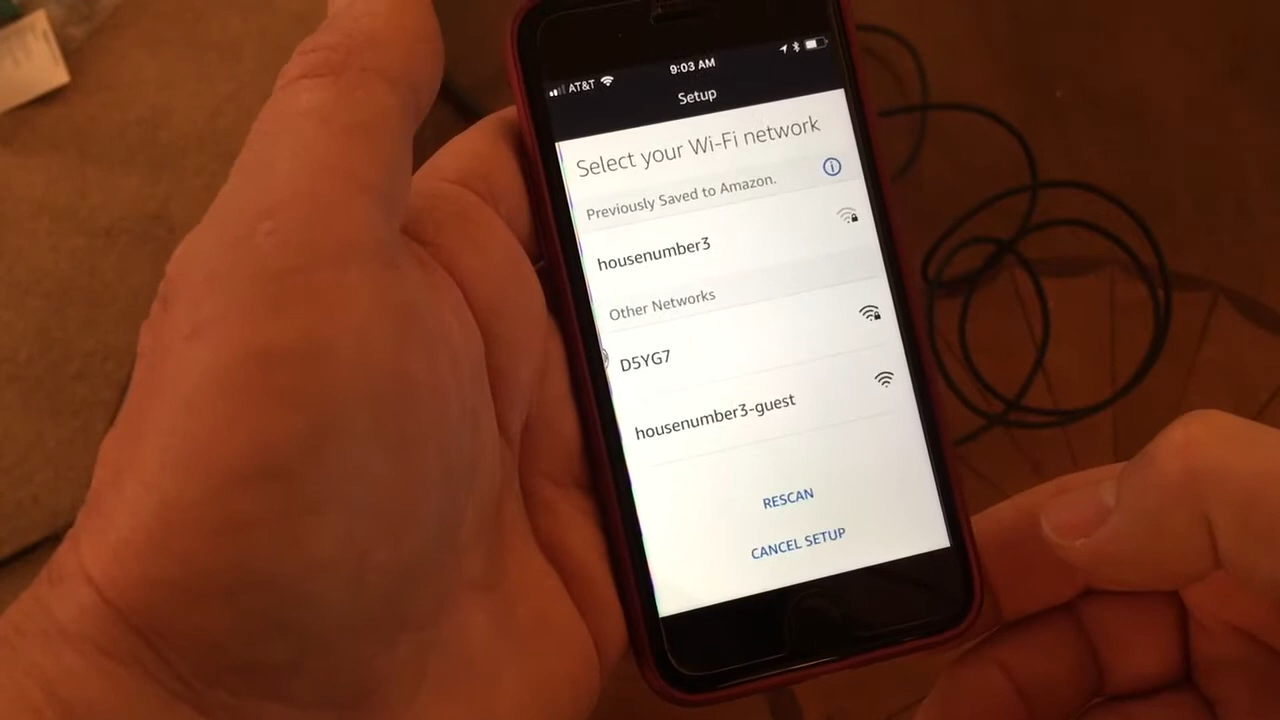 AT&T 9:03 AM
Setup
Select your Wi-Fi network
Previously Saved to Amazon.
housenumber3
Other Networks
D5YG7
housenumber3-guest
RESCAN
CANCEL SETUP